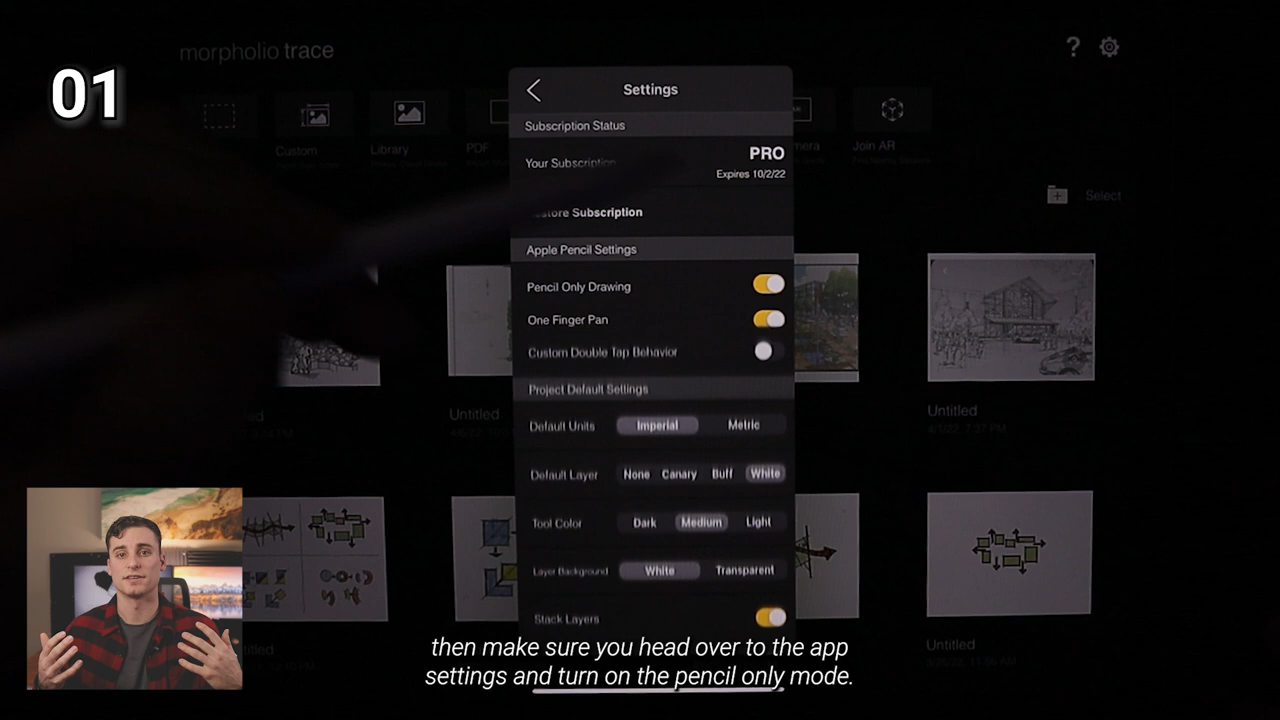 morpholio trace
?
01
Settings
Subscription Status
Custom
Library
PDF
Join AR
Your Subscription
PRO
Expires 10/2/22
Select
Restore Subscription
Apple Pencil Settings
Pencil Only Drawing
One Finger Pan
Custom Double Tap Behavior
Project Default Settings
Untitled
Untitled
Default Units Imperial Metric
Default Layer None Canary Buff White
Tool Color Dark Medium Light
Layer Background White Transparent
Stack Layers
Untitled
then make sure you head over to the app
settings and turn on the pencil only mode.